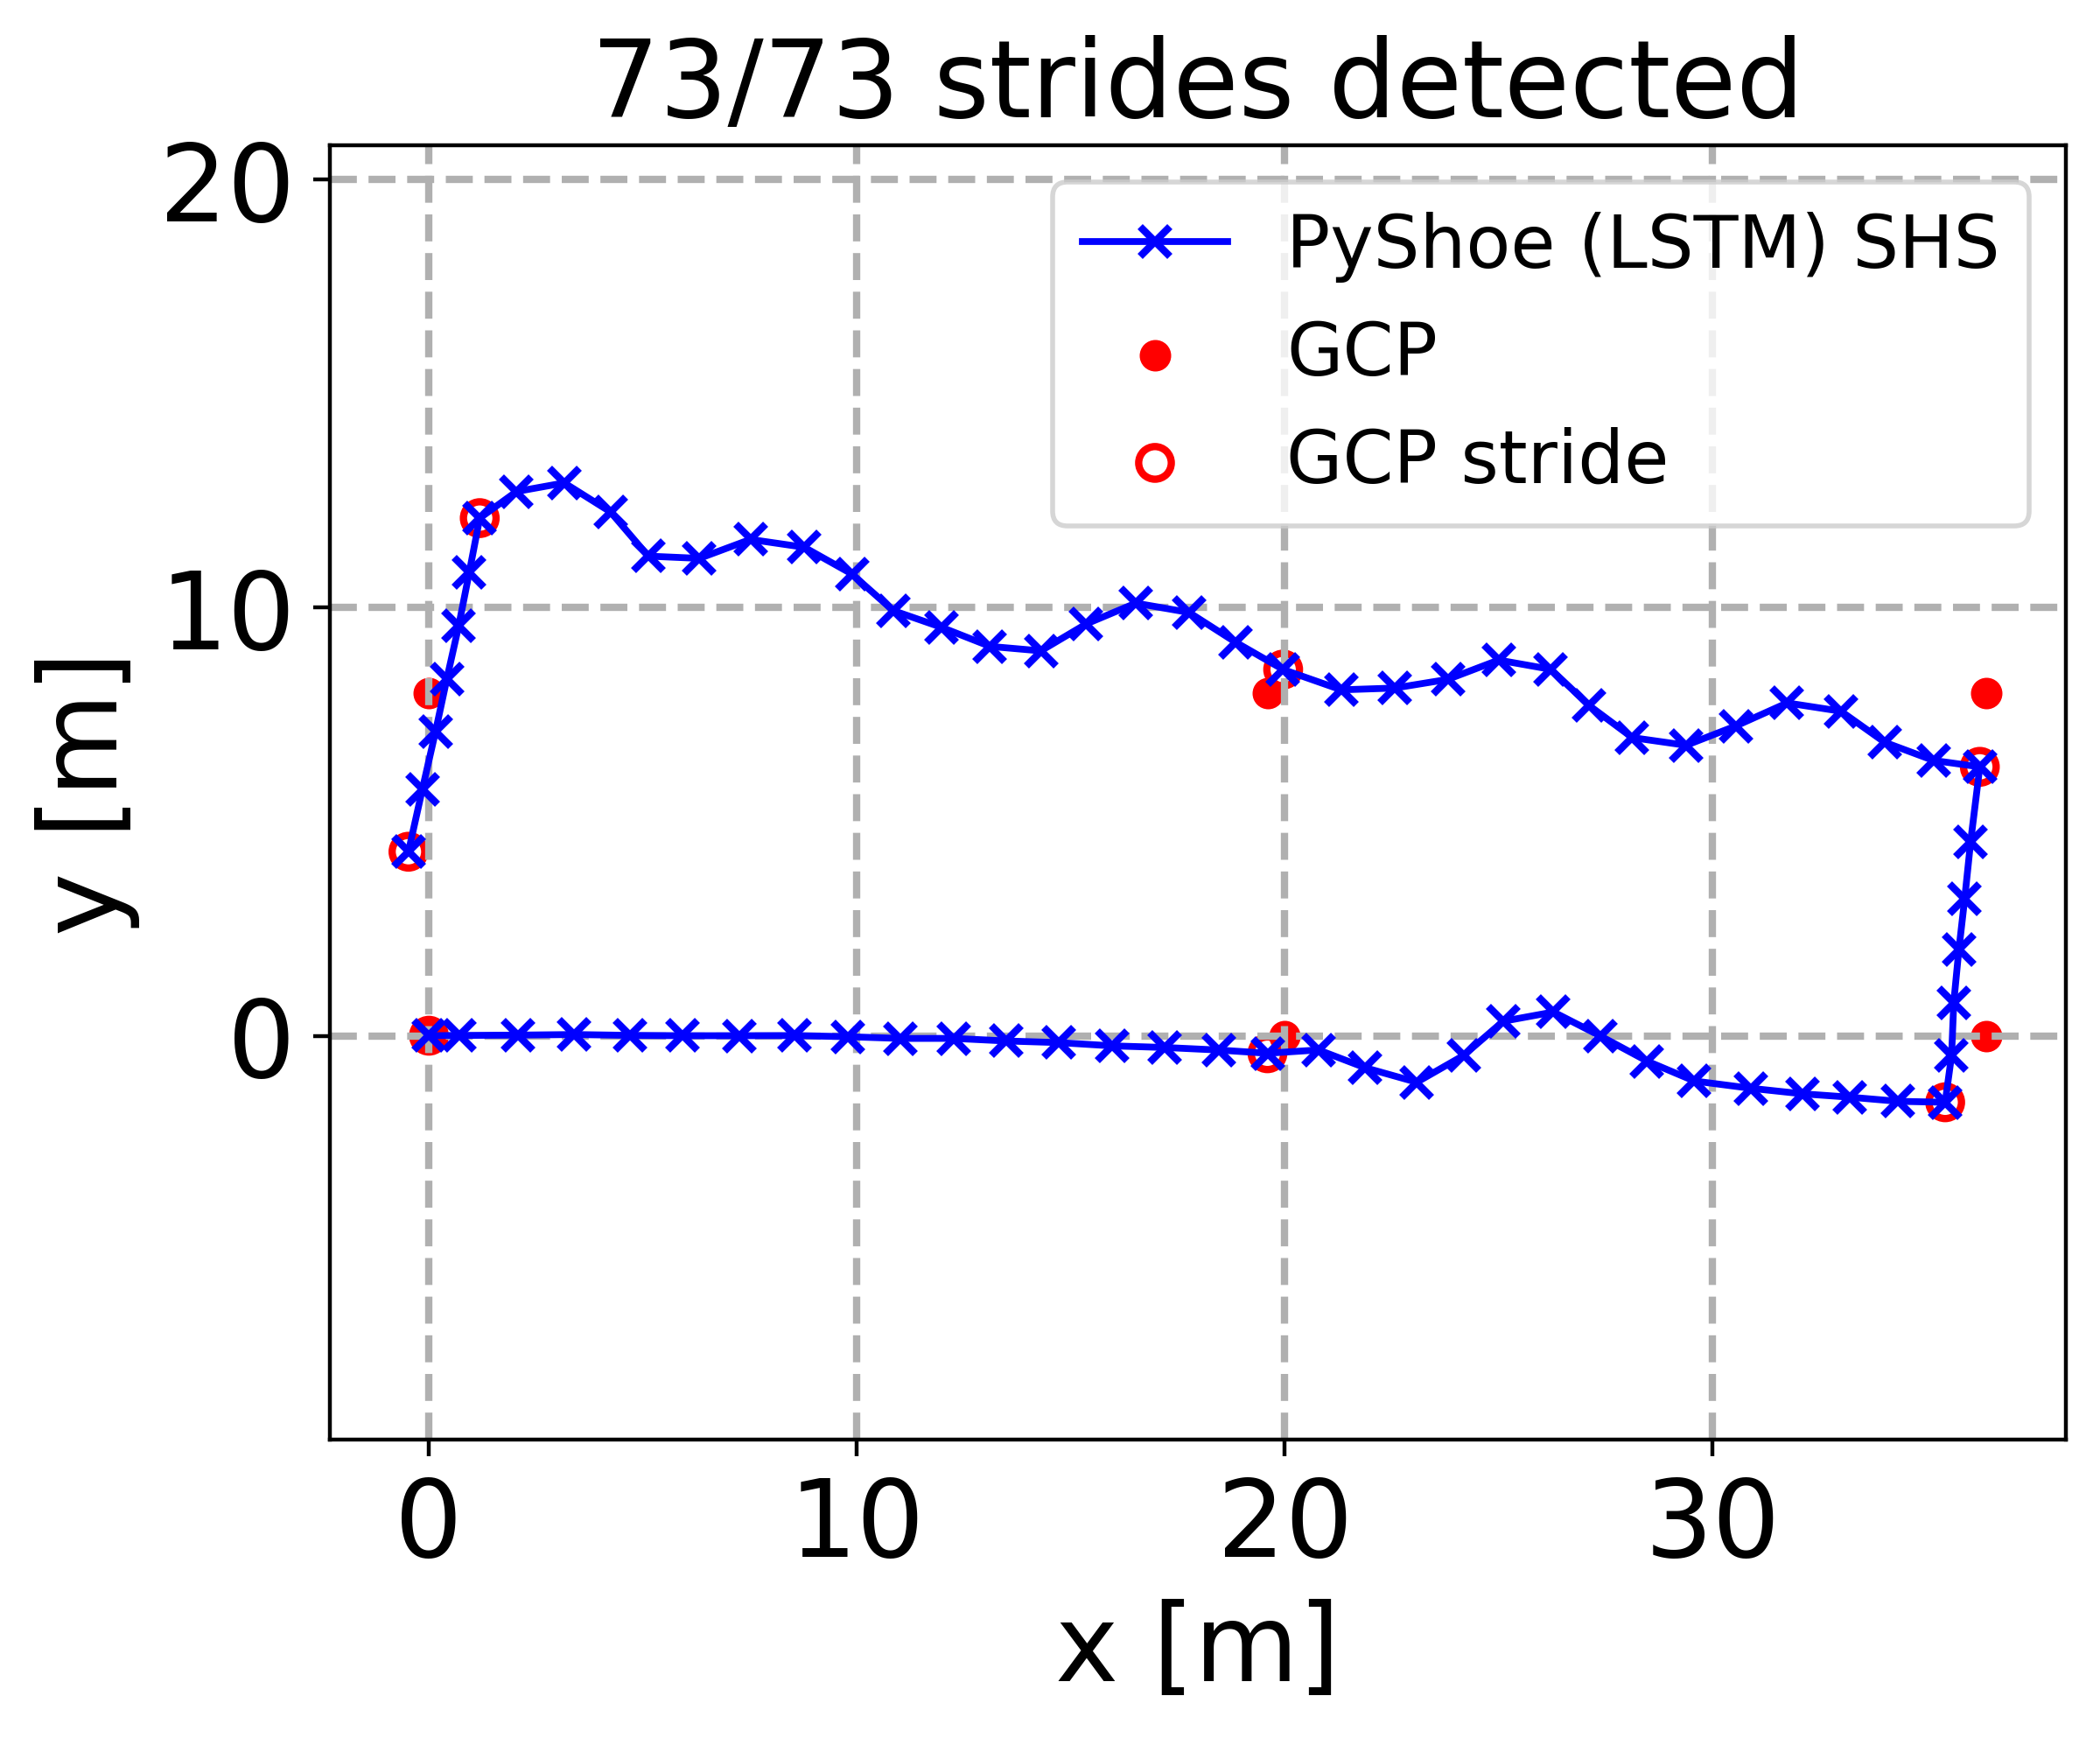 73/73 strides detected
PyShoe (LSTM) SHS
GCP
GCP stride
20
10
0
y [m]
0 10 20 30
x [m]